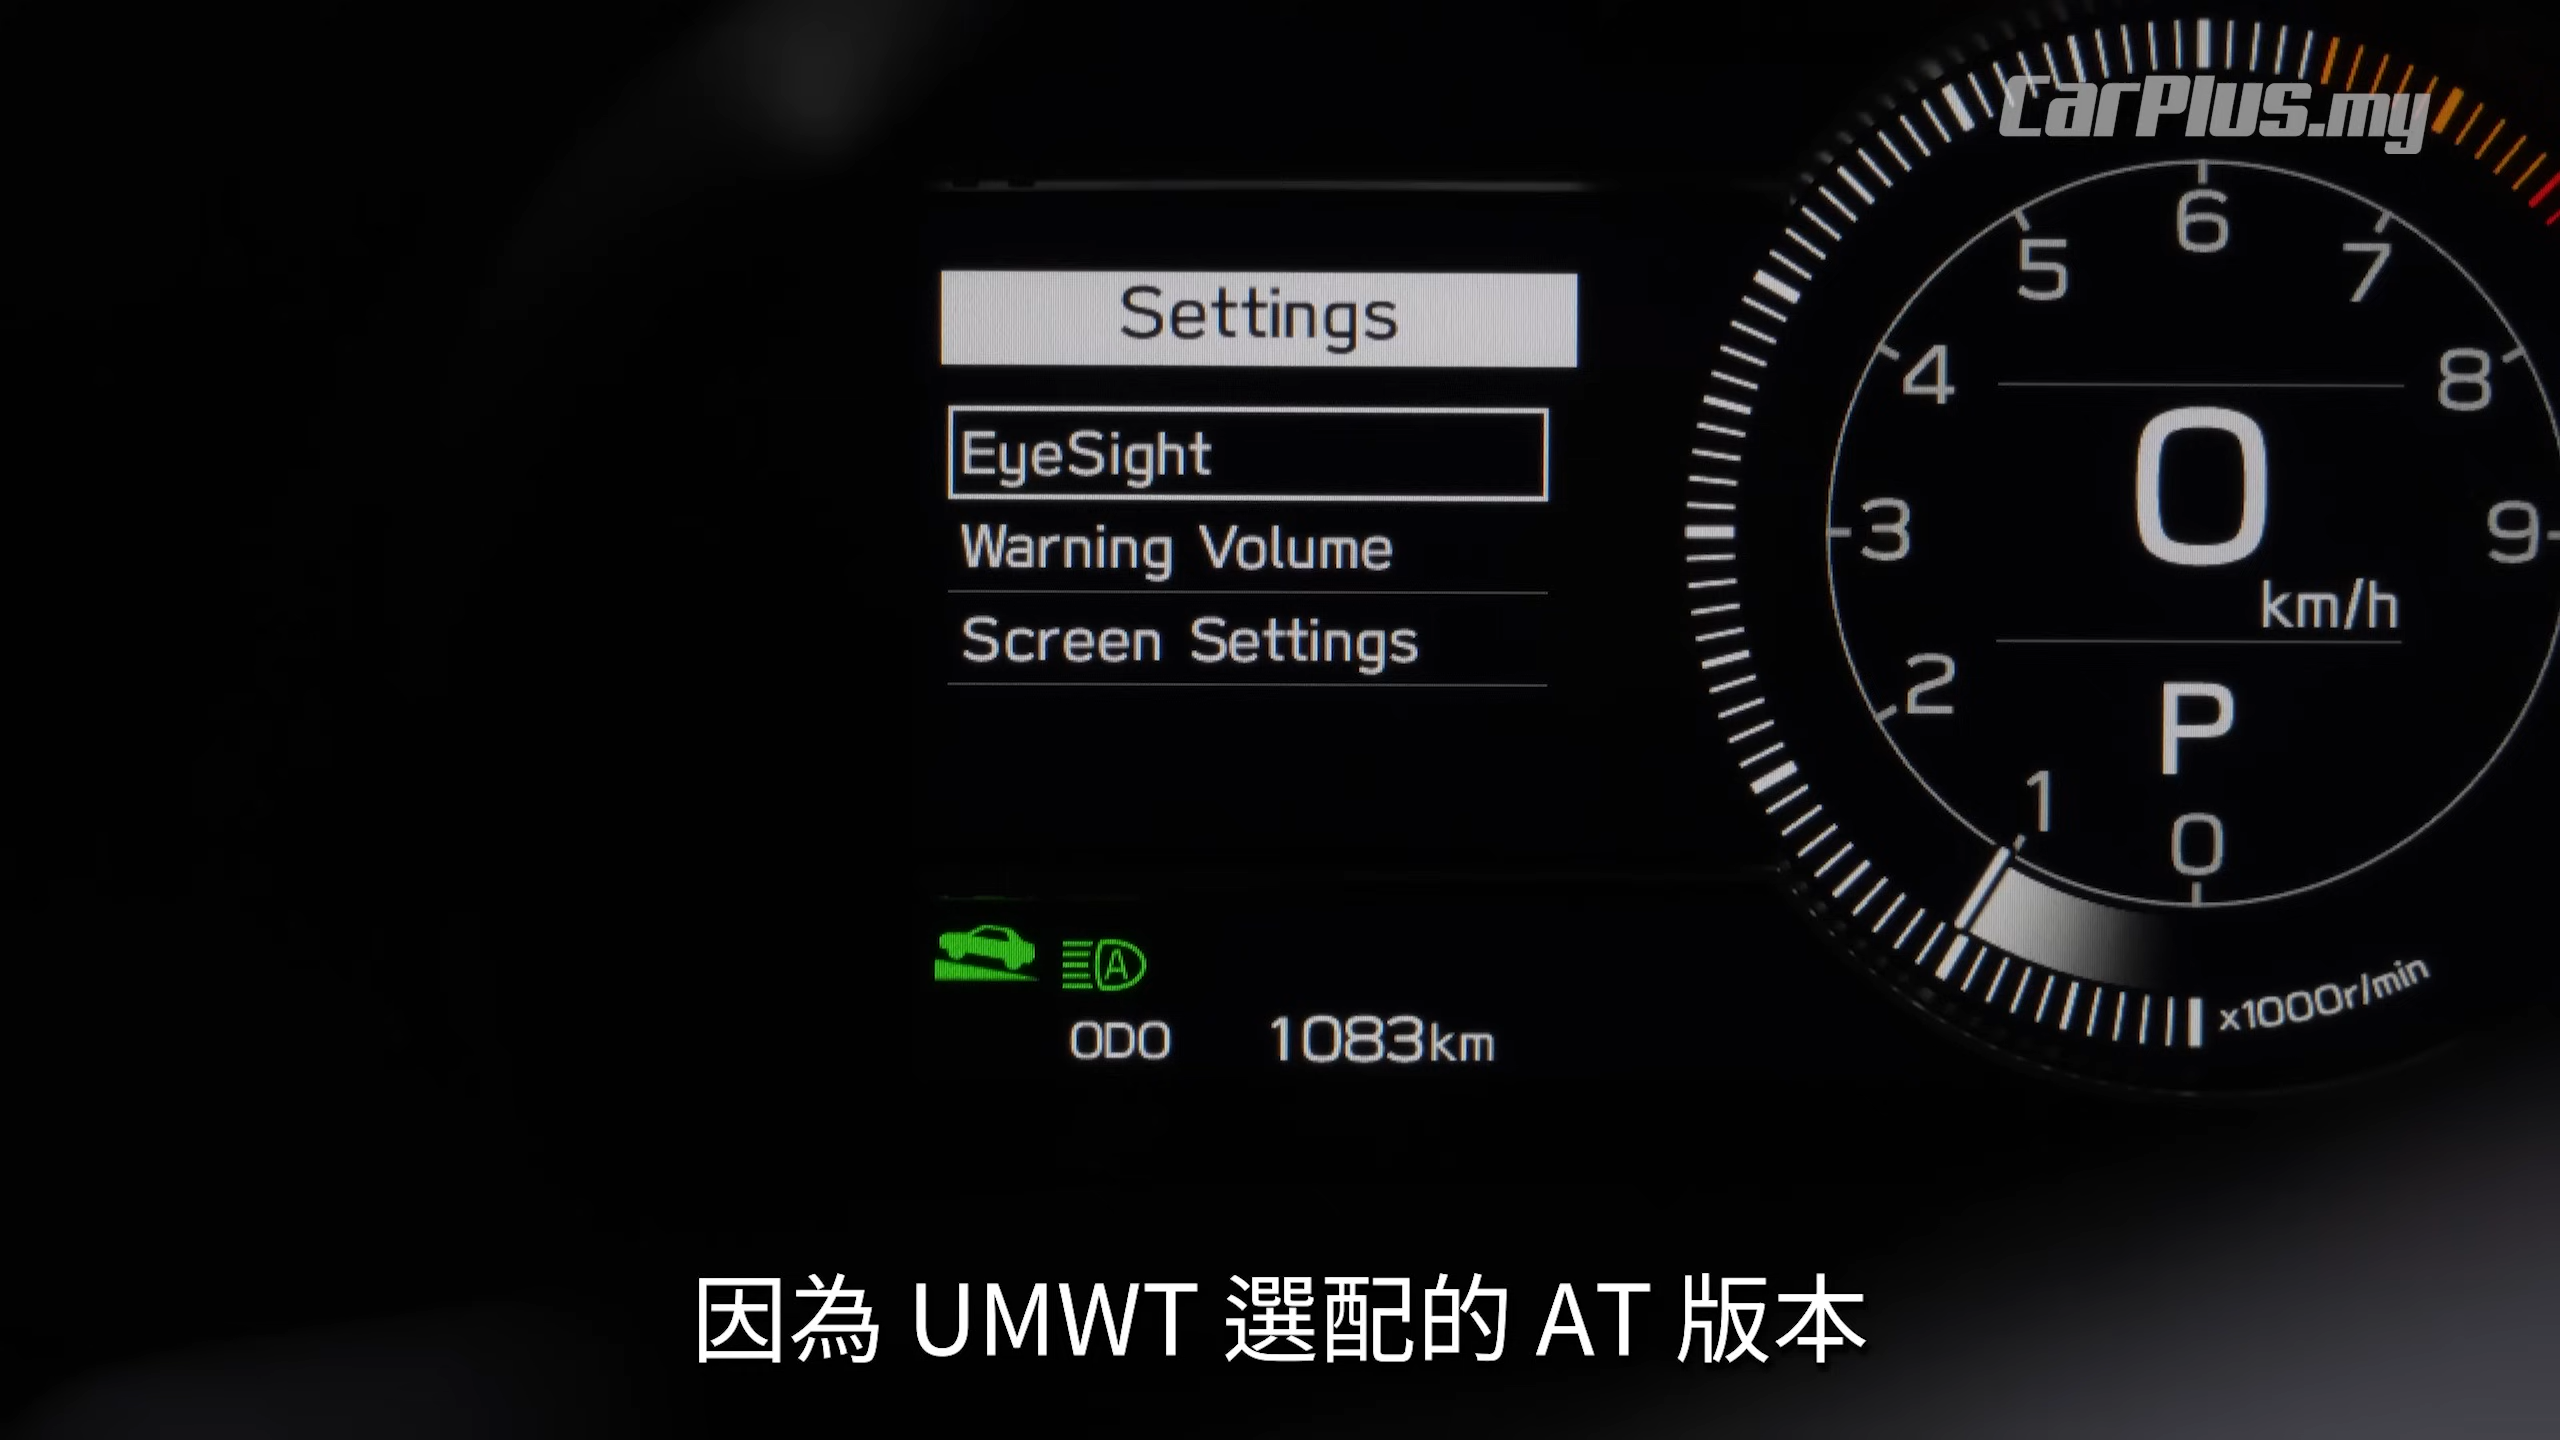 CarPlus.my
Settings
EyeSight
Warning Volume
Screen Settings
0
1
2
3
4
5
6
7
8
9
0
km/h
P
x1000r/min
A
ODO 1083km
因為 UMWT 選配的 AT 版本